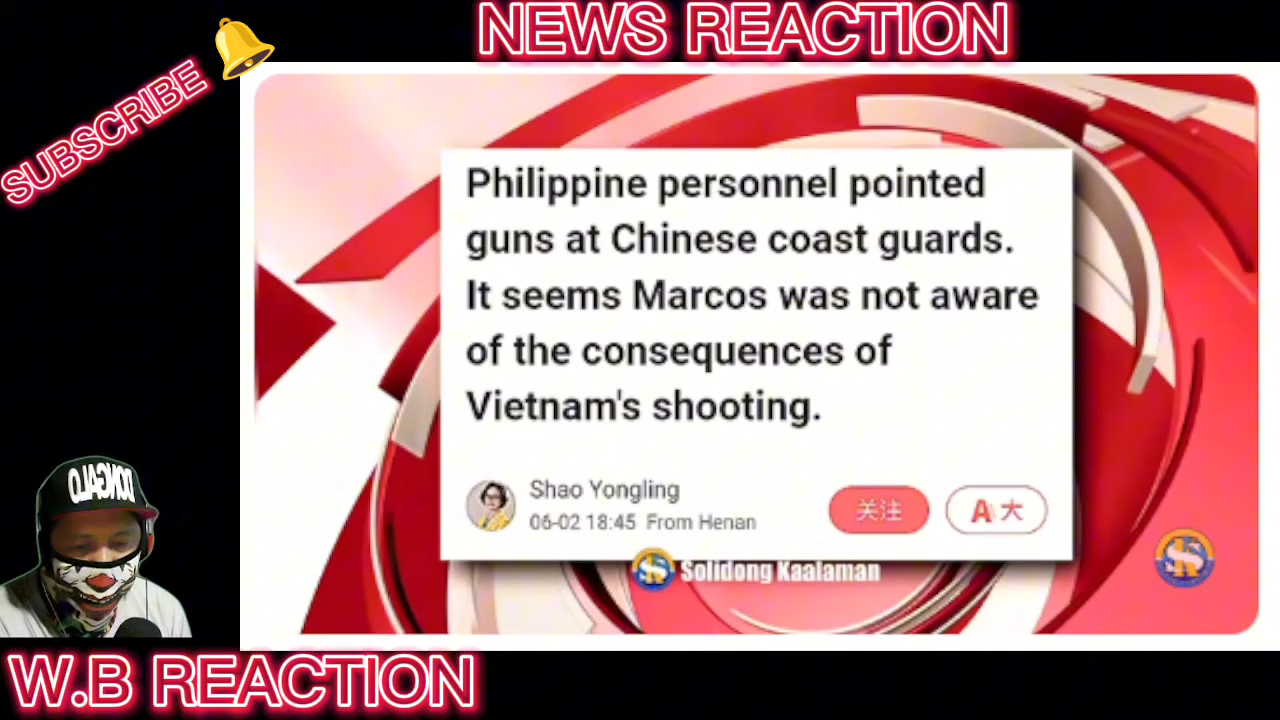 NEWS REACTION
SUBSCRIBE
Philippine personnel pointed
guns at Chinese coast guards.
It seems Marcos was not aware
of the consequences of
Vietnam's shooting.
Shao Yongling
06-02 18:45 From Henan
关注
A 大
Solidong Kaalaman
DONGALO
W.B REACTION